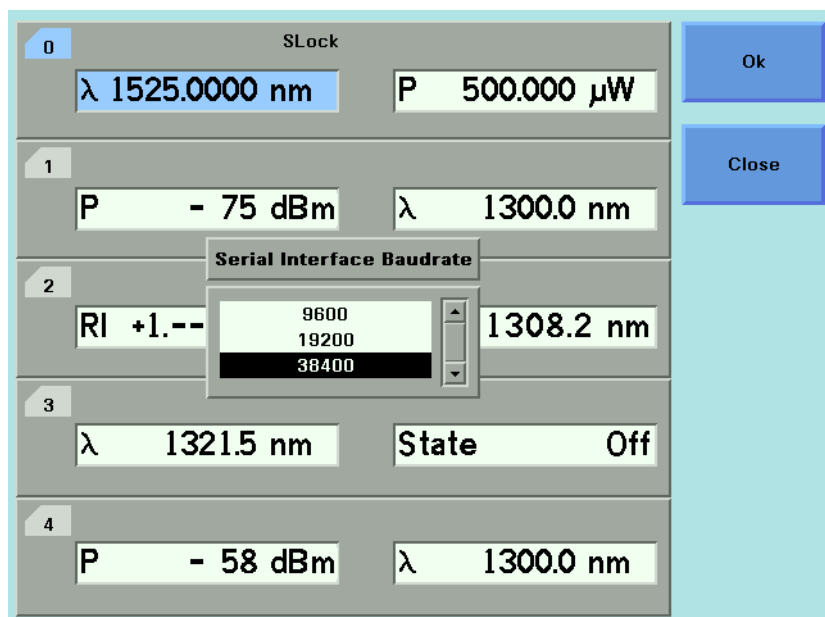 0
SLock
λ 1525.0000 nm
P 500.000 µW
Ok
1
P - 75 dBm
λ 1300.0 nm
Close
Serial Interface Baudrate
9600
19200
38400
2
RI +1.--
1308.2 nm
3
λ 1321.5 nm
State Off
4
P - 58 dBm
λ 1300.0 nm